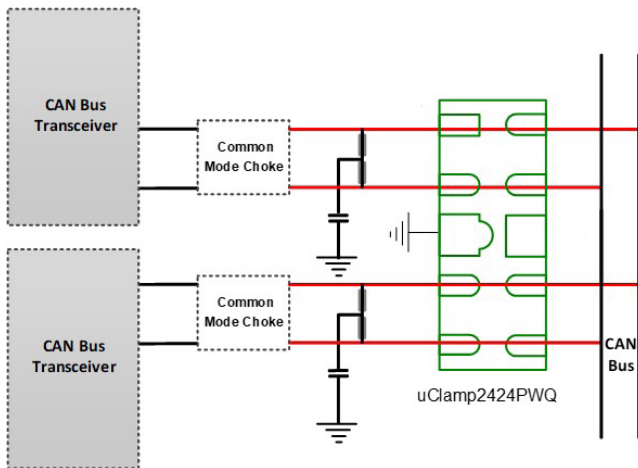 CAN Bus
Transceiver
Common
Mode Choke
CAN Bus
Transceiver
Common
Mode Choke
CAN
Bus
uClamp2424PWQ